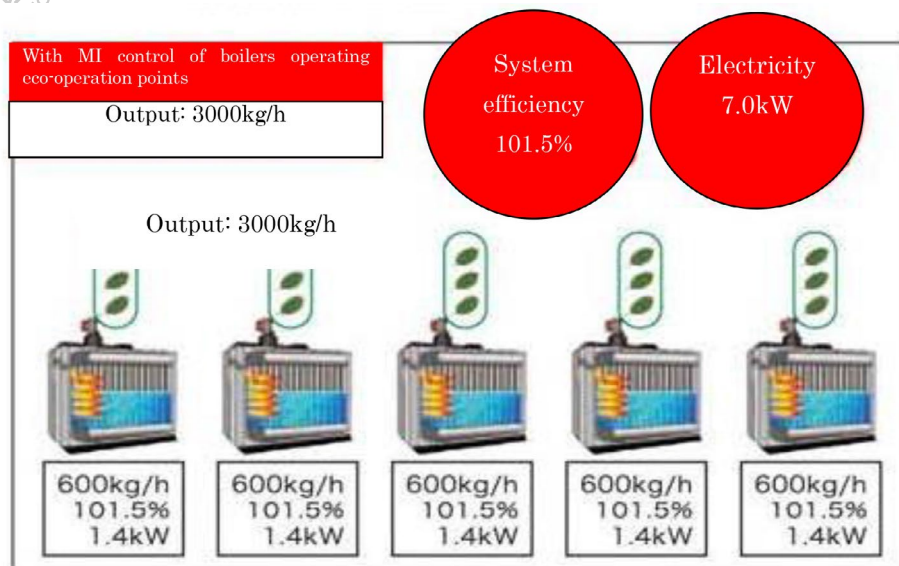 With MI control of boilers operating
eco-operation points
Output: 3000kg/h
System
efficiency
101.5%
Electricity
7.0kW
Output: 3000kg/h
600kg/h
101.5%
1.4kW
600kg/h
101.5%
1.4kW
600kg/h
101.5%
1.4kW
600kg/h
101.5%
1.4kW
600kg/h
101.5%
1.4kW